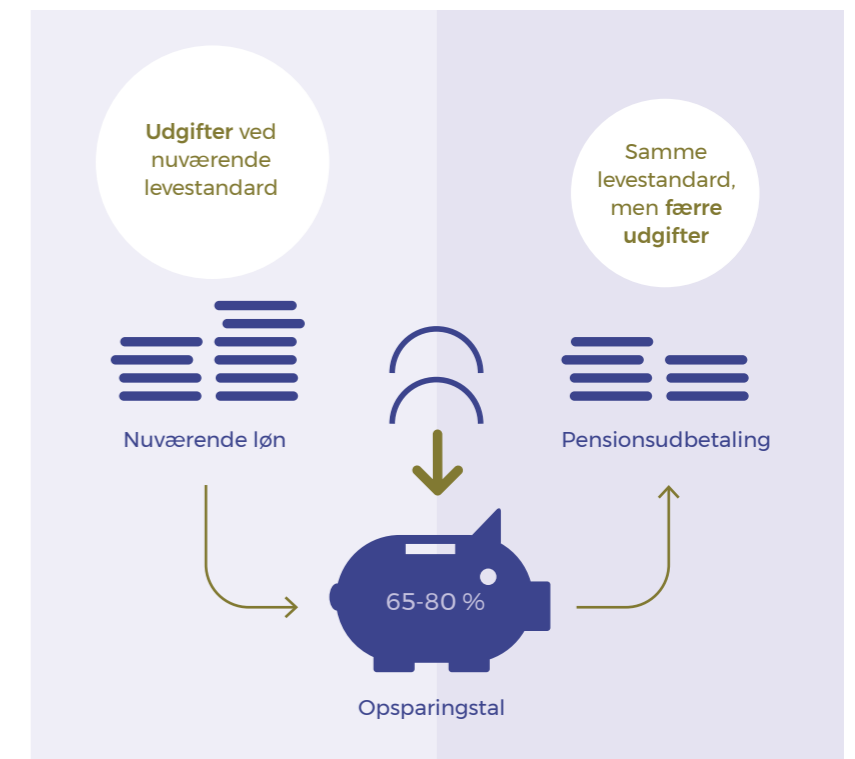 Udgifter ved
nuværende
levestandard
Samme
levestandard,
men færre
udgifter
Nuværende løn
Pensionsudbetaling
65-80 %
Opsparingstal